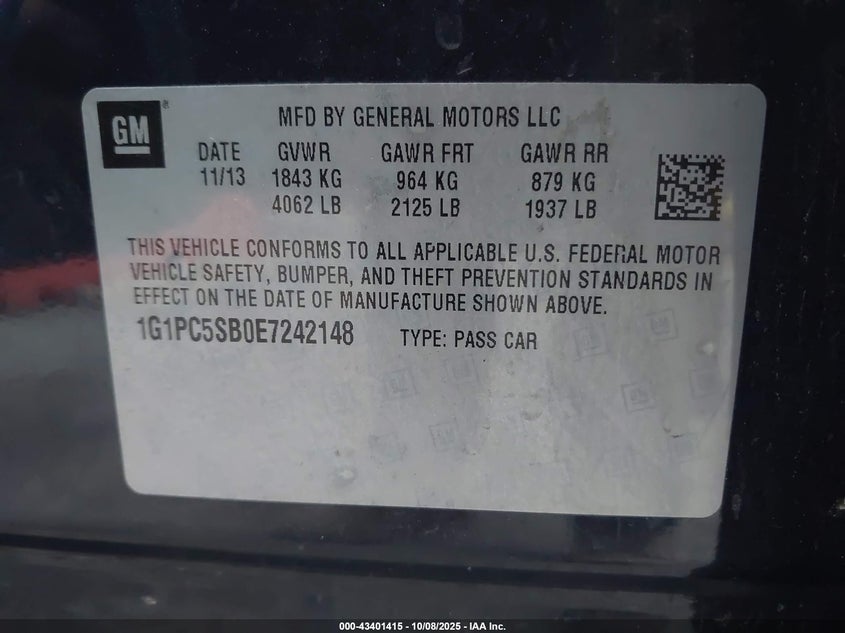 GM
MFD BY GENERAL MOTORS LLC
DATE GVWR GAWR FRT GAWR RR
11/13 1843 KG 964 KG 879 KG
4062 LB 2125 LB 1937 LB
THIS VEHICLE CONFORMS TO ALL APPLICABLE U.S. FEDERAL MOTOR
VEHICLE SAFETY, BUMPER, AND THEFT PREVENTION STANDARDS IN
EFFECT ON THE DATE OF MANUFACTURE SHOWN ABOVE.
1G1PC5SB0E7242148 TYPE: PASS CAR
000-43401415 - 10/08/2025 - IAA Inc.